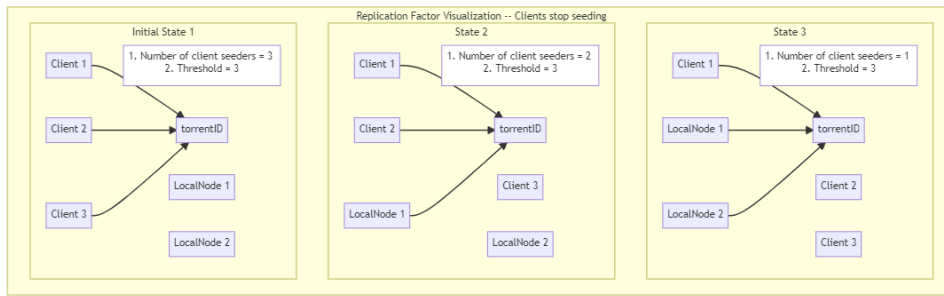 Replication Factor Visualization -- Clients stop seeding
Initial State 1
1. Number of client seeders = 3
2. Threshold = 3
Client 1
Client 2
torrentID
LocalNode 1
Client 3
LocalNode 2
State 2
1. Number of client seeders = 2
2. Threshold = 3
Client 1
Client 2
torrentID
Client 3
LocalNode 1
LocalNode 2
State 3
1. Number of client seeders = 1
2. Threshold = 3
Client 1
LocalNode 1
torrentID
Client 2
LocalNode 2
Client 3